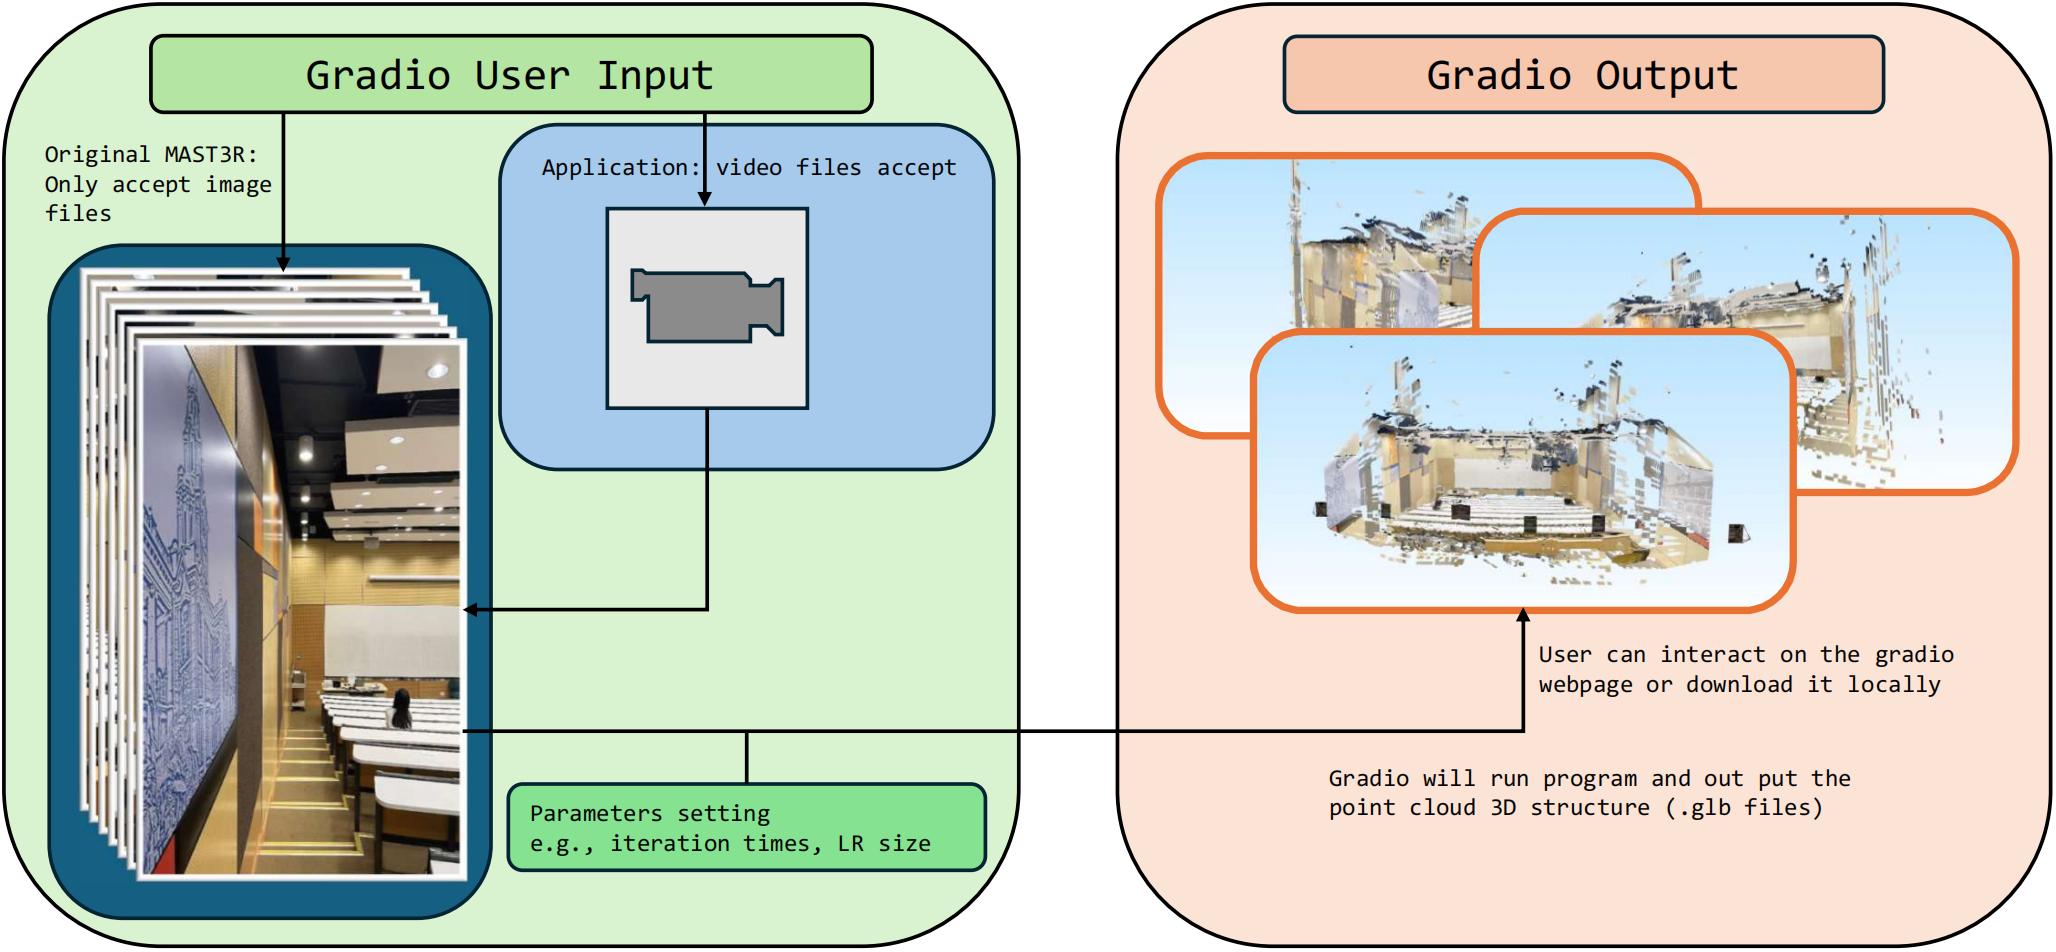 Gradio User Input
Original MAST3R:
Only accept image
files
Application: video files accept
Parameters setting
e.g., iteration times, LR size
Gradio Output
User can interact on the gradio
webpage or download it locally
Gradio will run program and out put the
point cloud 3D structure (.glb files)